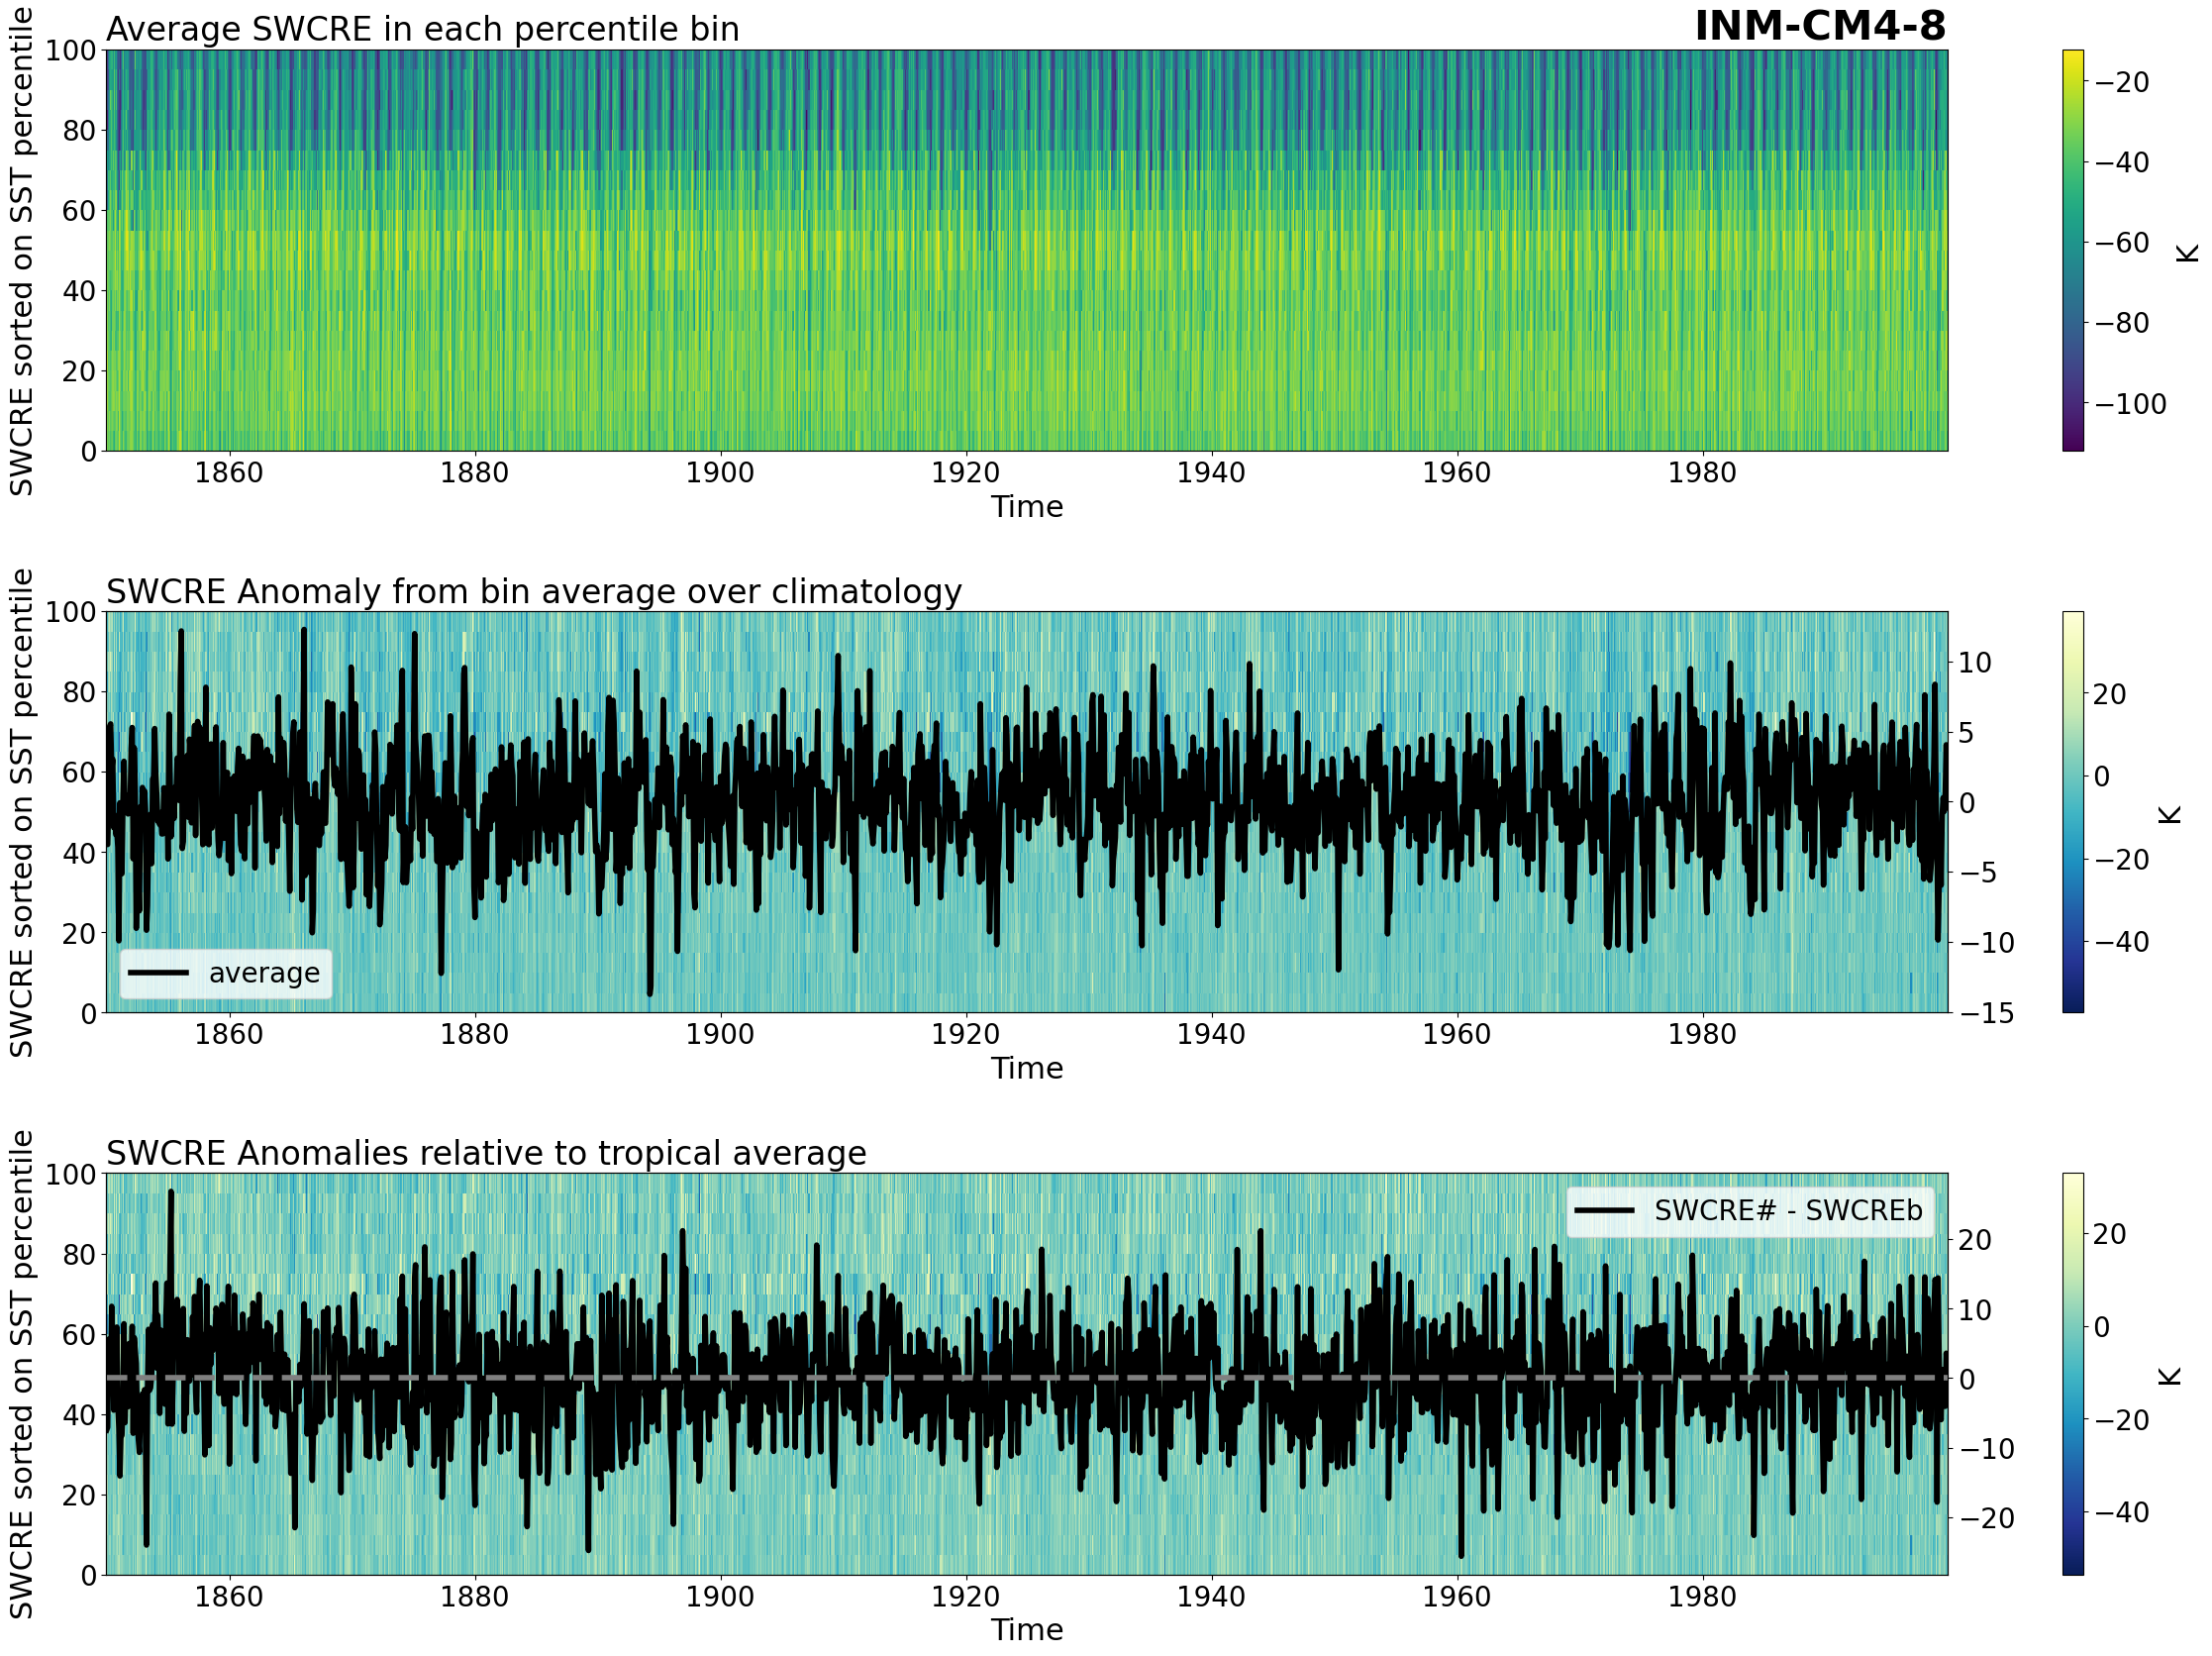 Average SWCRE in each percentile bin
INM-CM4-8
SWCRE sorted on SST percentile
100
80
60
40
20
0
1860 1880 1900 1920 1940 1960 1980
Time
−20
−40
−60
−80
−100
K
SWCRE Anomaly from bin average over climatology
SWCRE sorted on SST percentile
100
80
60
40
20
0
average
1860 1880 1900 1920 1940 1960 1980
Time
10
5
0
−5
−10
−15
20
0
−20
−40
K
SWCRE Anomalies relative to tropical average
SWCRE sorted on SST percentile
100
80
60
40
20
0
SWCRE# - SWCREb
1860 1880 1900 1920 1940 1960 1980
Time
20
10
0
−10
−20
20
0
−20
−40
K